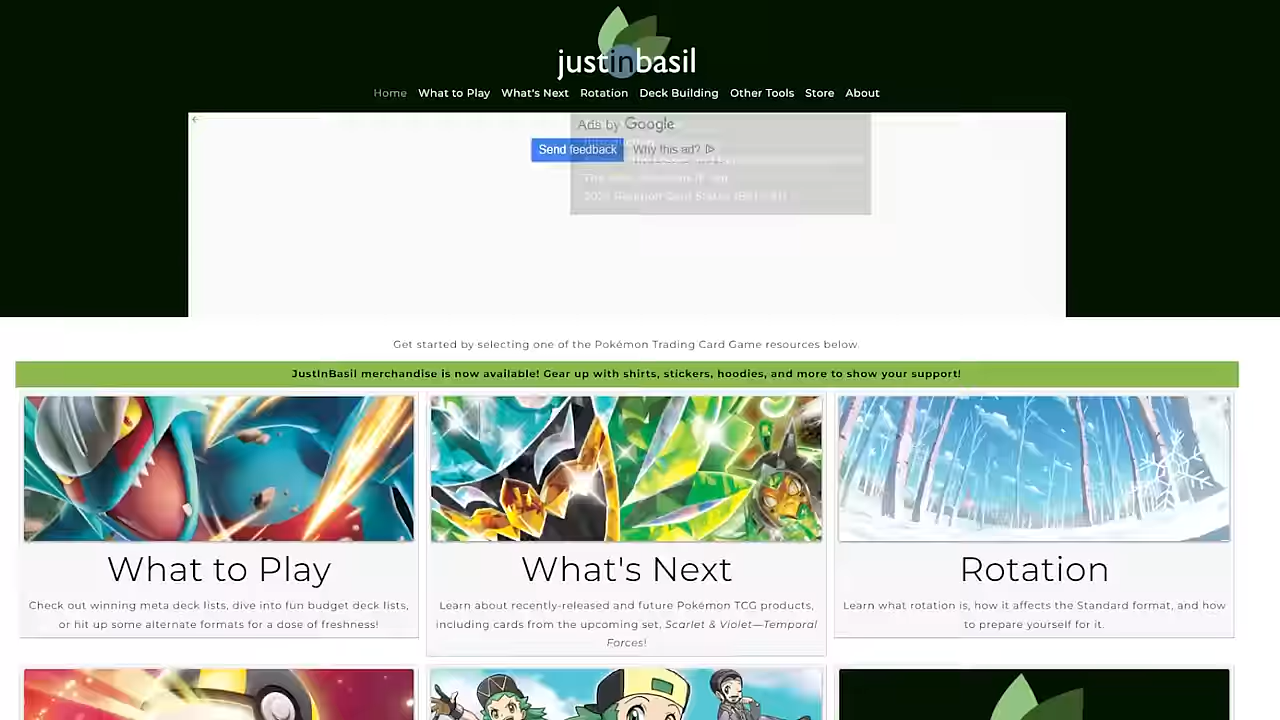 justinbasil
Home What to Play What's Next Rotation Deck Building Other Tools Store About
Ads by Google
Send feedback Why this ad?
Get started by selecting one of the Pokémon Trading Card Game resources below.
JustInBasil merchandise is now available! Gear up with shirts, stickers, hoodies, and more to show your support!
What to Play
Check out winning meta deck lists, dive into fun budget deck lists,
or hit up some alternate formats for a dose of freshness!
What's Next
Learn about recently-released and future Pokémon TCG products,
including cards from the upcoming set, Scarlet & Violet—Temporal
Forces!
Rotation
Learn what rotation is, how it affects the Standard format, and how
to prepare yourself for it.